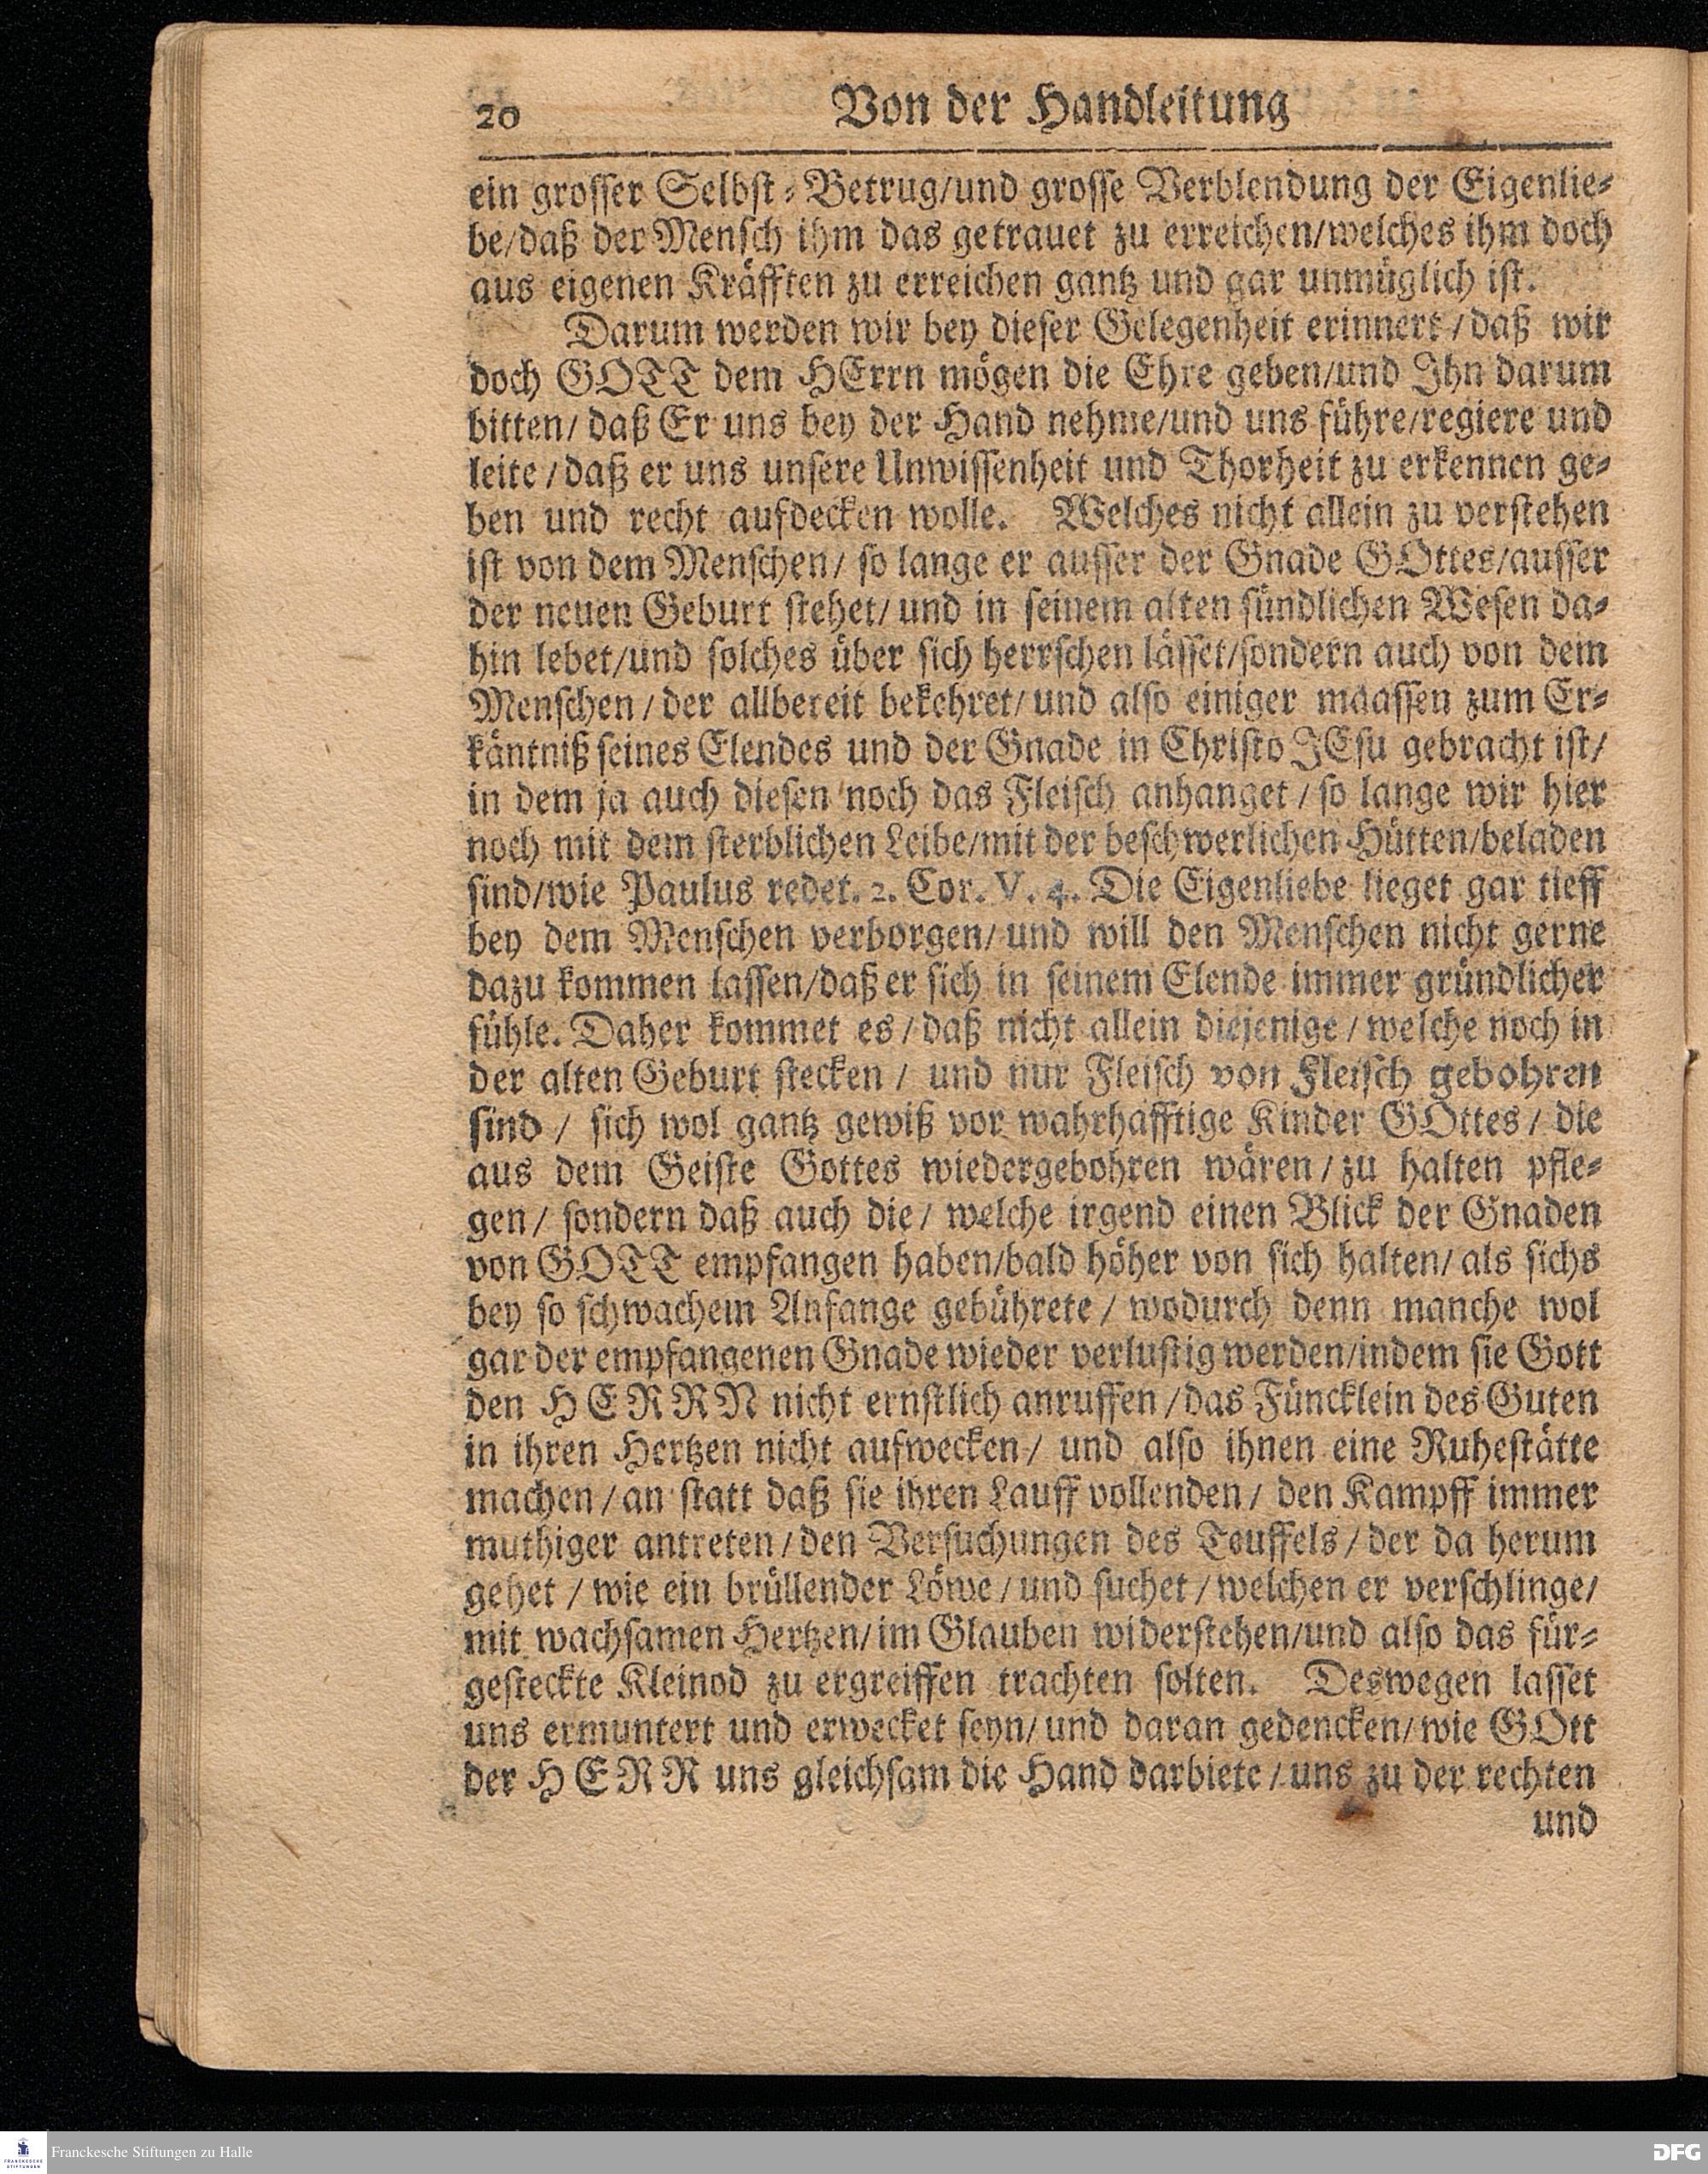 20 Von der Handleitung
ein grosser Selbst-Betrug/und grosse Verblendung der Eigenlie-
be/daß der Mensch ihm das getrauet zu erreichen/welches ihm doch
aus eigenen Kräfften zu erreichen gantz und gar unmüglich ist.
Darum werden wir bey dieser Gelegenheit erinnert/daß wir
doch GOTT dem HErrn mögen die Ehre geben/und Ihn darum
bitten/daß Er uns bey der Hand nehme/und uns führe/regiere und
leite/daß er uns unsere Unwissenheit und Thorheit zu erkennen ge-
ben und recht aufdecken wolle. Welches nicht allein zu verstehen
ist von dem Menschen/ so lange er ausser der Gnade GOttes/ausser
der neuen Geburt stehet/ und in seinem alten sündlichen Wesen da-
hin lebet/und solches über sich herrschen lässet/sondern auch von dem
Menschen/der allbereit bekehret/und also einiger maassen zum Er-
käntniß seines Elendes und der Gnade in Christo JEsu gebracht ist/
in dem ja auch diesen noch das Fleisch anhanget/so lange wir hier
noch mit dem sterblichen Leibe/mit der beschwerlichen Hütten/beladen
sind/wie Paulus redet. 2. Cor. V. 4. Die Eigenliebe lieget gar tieff
bey dem Menschen verborgen/und will den Menschen nicht gerne
dazu kommen lassen/daß er sich in seinem Elende immer gründlicher
fühle. Daher kommet es/daß nicht allein diejenige/welche noch in
der alten Geburt stecken/ und nur Fleisch von Fleisch gebohren
sind/ sich wol gantz gewiß vor wahrhafftige Kinder GOttes/die
aus dem Geiste Gottes wiedergebohren wären/zu halten pfle-
gen/ sondern daß auch die/ welche irgend einen Blick der Gnaden
von GOTT empfangen haben/bald höher von sich halten/als sichs
bey so schwachem Anfange gebührete/ wodurch denn manche wol
gar der empfangenen Gnade wieder verlustig werden/indem sie Gott
den HERRN nicht ernstlich anruffen/das Füncklein des Guten
in ihren Hertzen nicht aufwecken/ und also ihnen eine Ruhestätte
machen/an statt daß sie ihren Lauff vollenden/ den Kampff immer
muthiger antreten/den Versuchungen des Teuffels/der da herum
gehet/wie ein brüllender Löwe/und suchet/welchen er verschlinge/
mit wachsamen Hertzen/im Glauben widerstehen/und also das für-
gesteckte Kleinod zu ergreiffen trachten solten. Deswegen lasset
uns ermuntert und erwecket seyn/und daran gedencken/wie GOtt
der HERR uns gleichsam die Hand darbiete/uns zu der rechten
und
Franckesche Stiftungen zu Halle
FRANCKESCHE
STIFTUNGEN
DFG